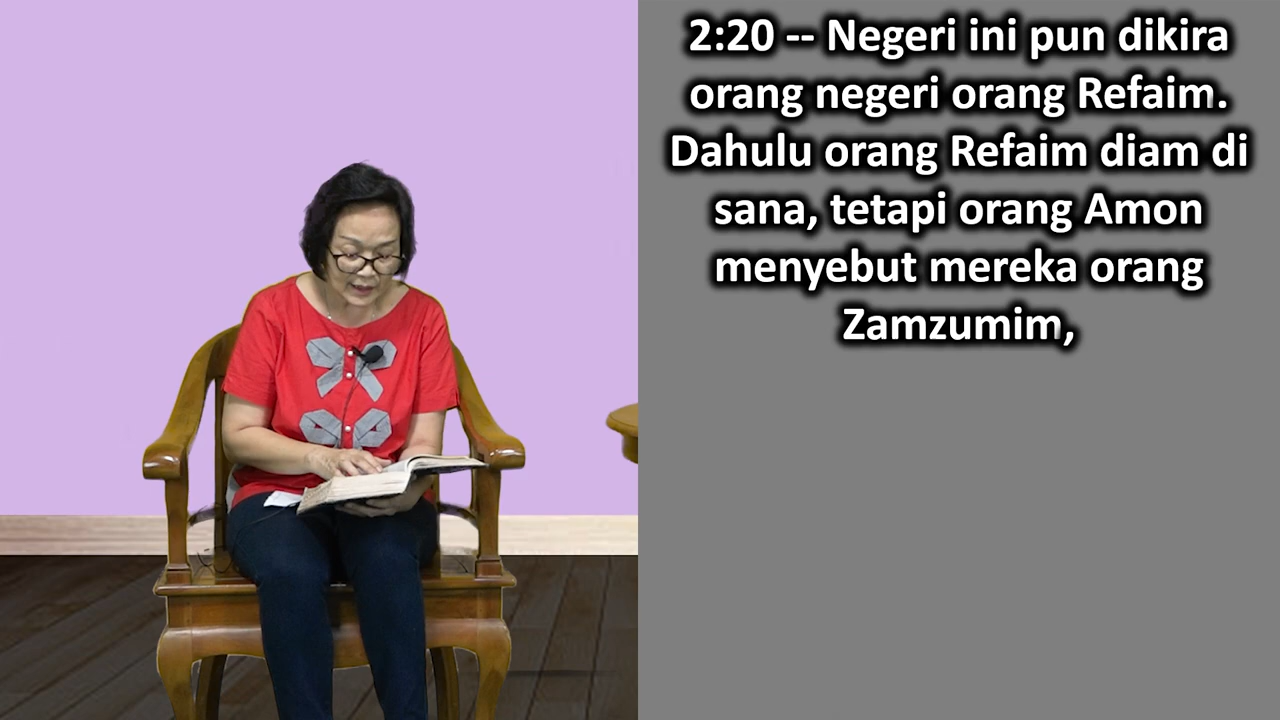 2:20 -- Negeri ini pun dikira
orang negeri orang Refaim.
Dahulu orang Refaim diam di
sana, tetapi orang Amon
menyebut mereka orang
Zamzumim,